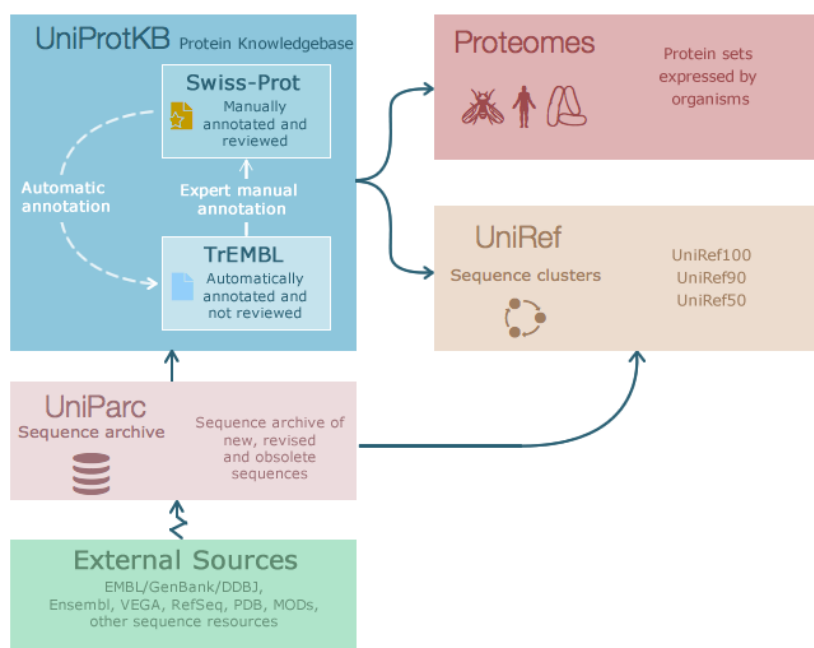 UniProtKB Protein Knowledgebase
Swiss-Prot
Manually
annotated and
reviewed
Automatic
annotation
Expert manual
annotation
TrEMBL
Automatically
annotated and
not reviewed
Proteomes
Protein sets
expressed by
organisms
UniRef
Sequence clusters
UniRef100
UniRef90
UniRef50
UniParc
Sequence archive
Sequence archive of
new, revised
and obsolete
sequences
External Sources
EMBL/GenBank/DDBJ,
Ensembl, VEGA, RefSeq, PDB, MODs,
other sequence resources